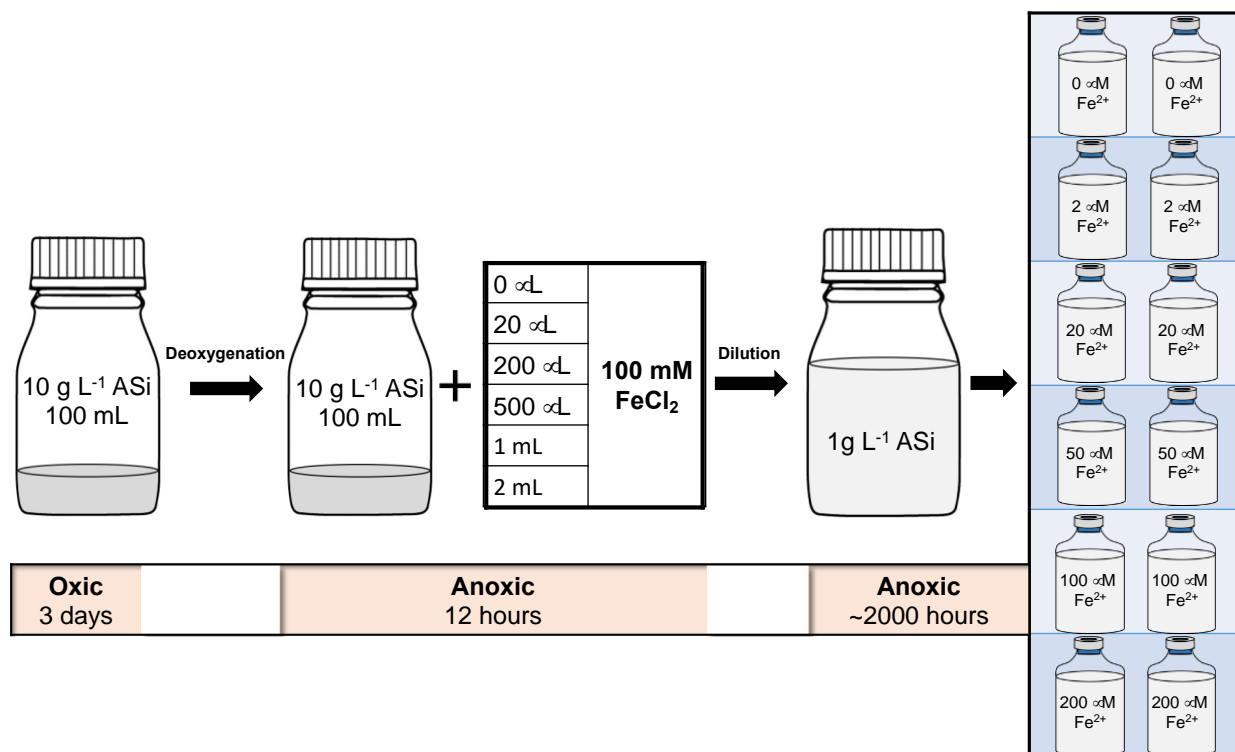 10 g L⁻¹ ASi
100 mL
Deoxygenation
10 g L⁻¹ ASi
100 mL
+
0 ∝L
20 ∝L
200 ∝L
500 ∝L
1 mL
2 mL
100 mM
FeCl₂
Dilution
1g L⁻¹ ASi
0 ∝M
Fe²⁺
0 ∝M
Fe²⁺
2 ∝M
Fe²⁺
2 ∝M
Fe²⁺
20 ∝M
Fe²⁺
20 ∝M
Fe²⁺
50 ∝M
Fe²⁺
50 ∝M
Fe²⁺
100 ∝M
Fe²⁺
100 ∝M
Fe²⁺
200 ∝M
Fe²⁺
200 ∝M
Fe²⁺
Oxic
3 days
Anoxic
12 hours
Anoxic
~2000 hours